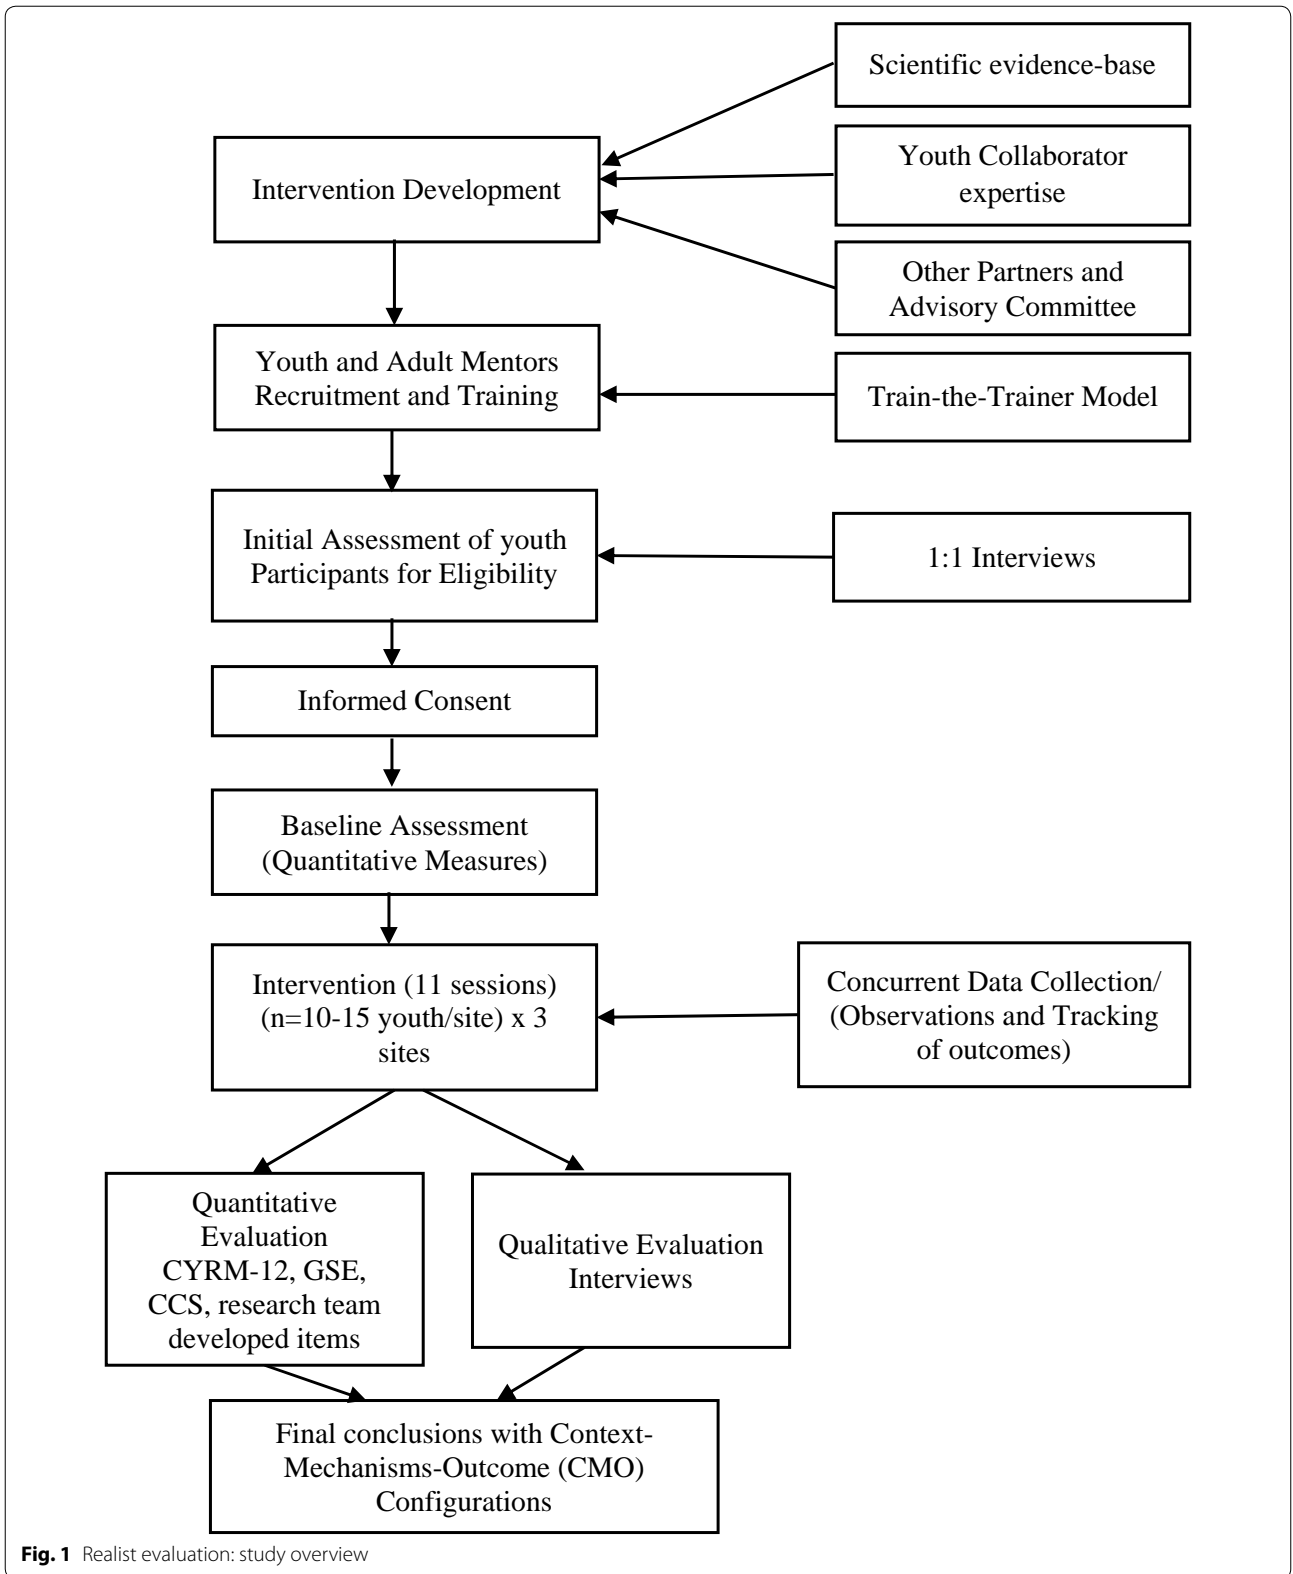 Scientific evidence-base
Youth Collaborator
expertise
Intervention Development
Other Partners and
Advisory Committee
Youth and Adult Mentors
Recruitment and Training
Train-the-Trainer Model
Initial Assessment of youth
Participants for Eligibility
1:1 Interviews
Informed Consent
Baseline Assessment
(Quantitative Measures)
Intervention (11 sessions)
(n=10-15 youth/site) x 3
sites
Concurrent Data Collection/
(Observations and Tracking
of outcomes)
Quantitative
Evaluation
CYRM-12, GSE,
CCS, research team
developed items
Qualitative Evaluation
Interviews
Final conclusions with Context-
Mechanisms-Outcome (CMO)
Configurations
Fig. 1 Realist evaluation: study overview